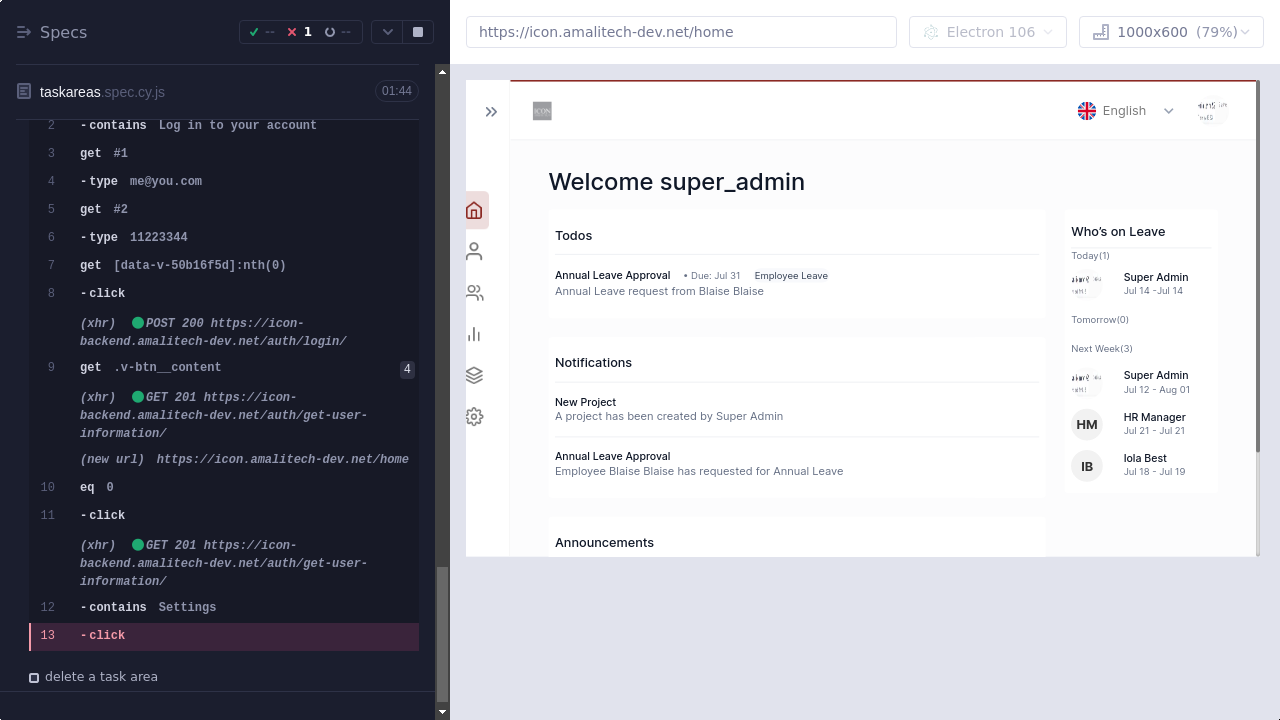 Specs
-- 1 --
taskareas.spec.cy.js
01:44
2 -contains Log in to your account
3 get #1
4 -type me@you.com
5 get #2
6 -type 11223344
7 get [data-v-50b16f5d]:nth(0)
8 -click
(xhr) POST 200 https://icon-
backend.amalitech-dev.net/auth/login/
9 get .v-btn__content 4
(xhr) GET 201 https://icon-
backend.amalitech-dev.net/auth/get-user-
information/
(new url) https://icon.amalitech-dev.net/home
10 eq 0
11 -click
(xhr) GET 201 https://icon-
backend.amalitech-dev.net/auth/get-user-
information/
12 -contains Settings
13 -click
delete a task area
https://icon.amalitech-dev.net/home
Electron 106
1000x600 (79%)
ICON
English
Welcome super_admin
Todos
Annual Leave Approval • Due: Jul 31 Employee Leave
Annual Leave request from Blaise Blaise
Notifications
New Project
A project has been created by Super Admin
Annual Leave Approval
Employee Blaise Blaise has requested for Annual Leave
Announcements
Who's on Leave
Today(1)
Super Admin
Jul 14 -Jul 14
Tomorrow(0)
Next Week(3)
Super Admin
Jul 12 - Aug 01
HM
HR Manager
Jul 21 - Jul 21
IB
Iola Best
Jul 18 - Jul 19